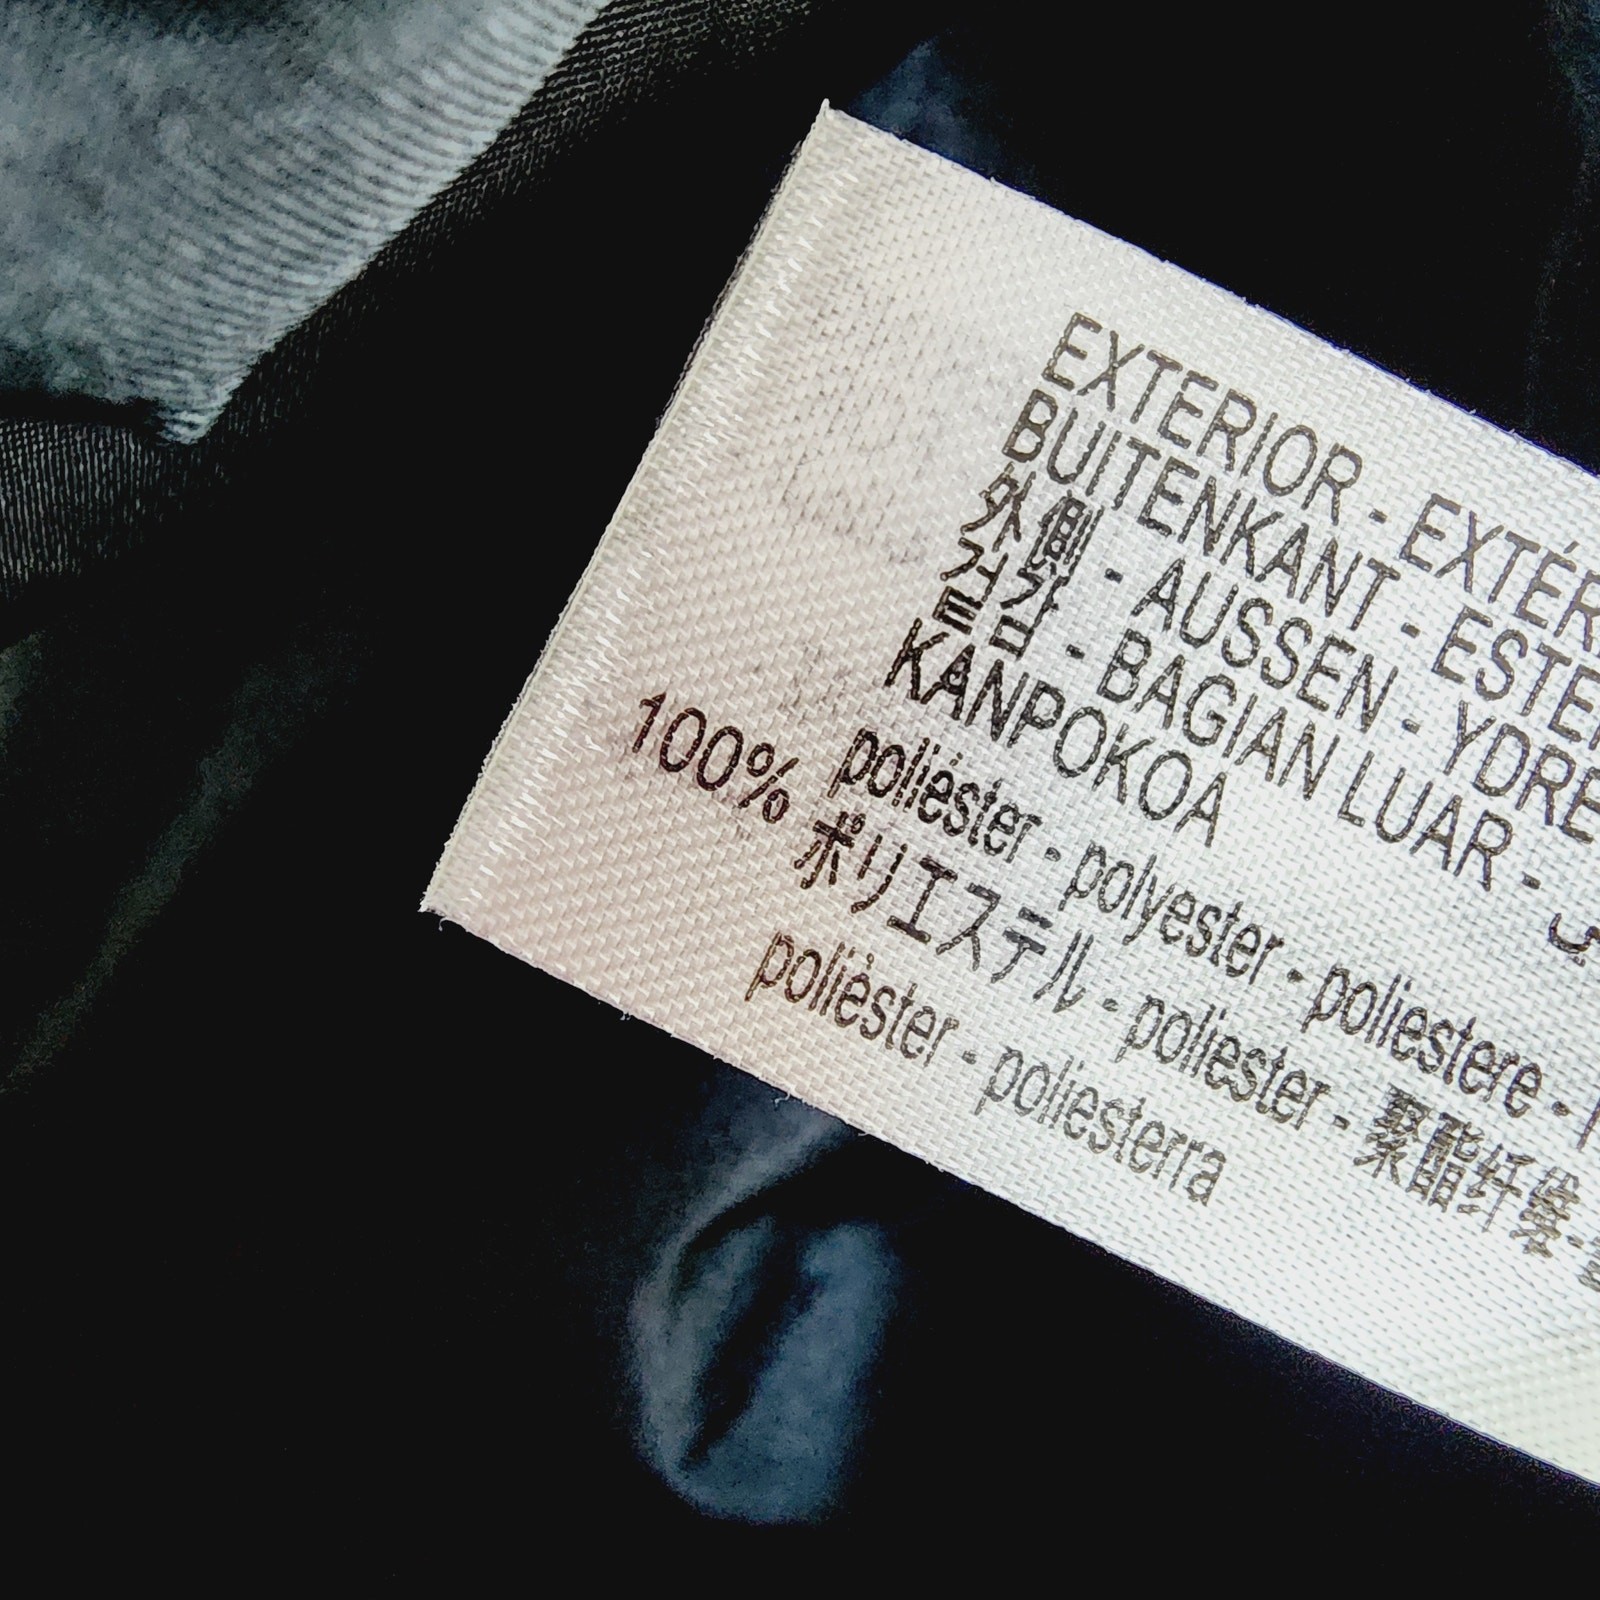 EXTERIOR - EXTÉR
BUITENKANT - ESTER
外側 - AUSSEN - YDRE
겉감 - BAGIAN LUAR -
KANPOKOA
100% poliéster - polyester - poliestere -
ポリエステル - poliester - 聚酯纤维 -
polièster - poliesterra